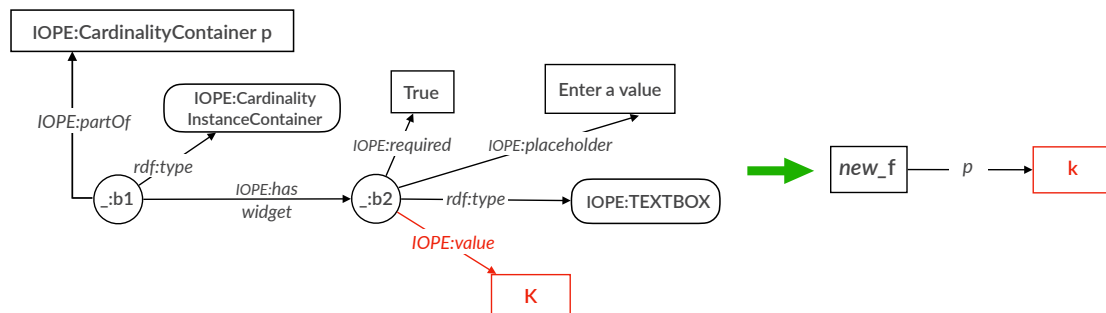 IOPE:CardinalityContainer p
IOPE:Cardinality
InstanceContainer
True
Enter a value
IOPE:partOf
IOPE:required
IOPE:placeholder
rdf:type
new_f
p
k
_:b1
IOPE:has
widget
_:b2
rdf:type
IOPE:TEXTBOX
IOPE:value
K